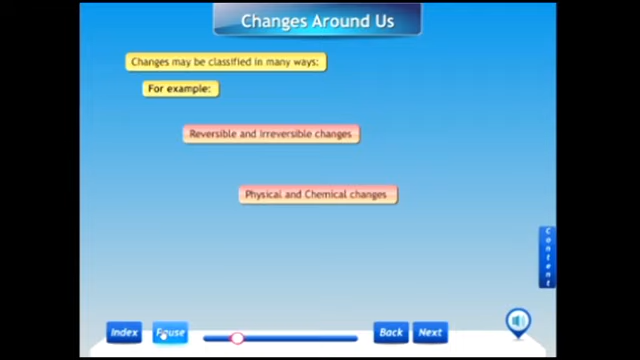 Changes Around Us
Changes may be classified in many ways:
For example:
Reversible and irreversible changes
Physical and Chemical changes
Content
Index
Pause
Back
Next